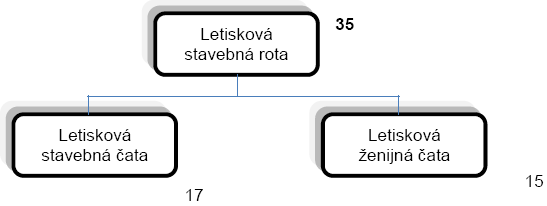 Letisková
stavebná rota
35
Letisková
stavebná čata
17
Letisková
ženijná čata
15